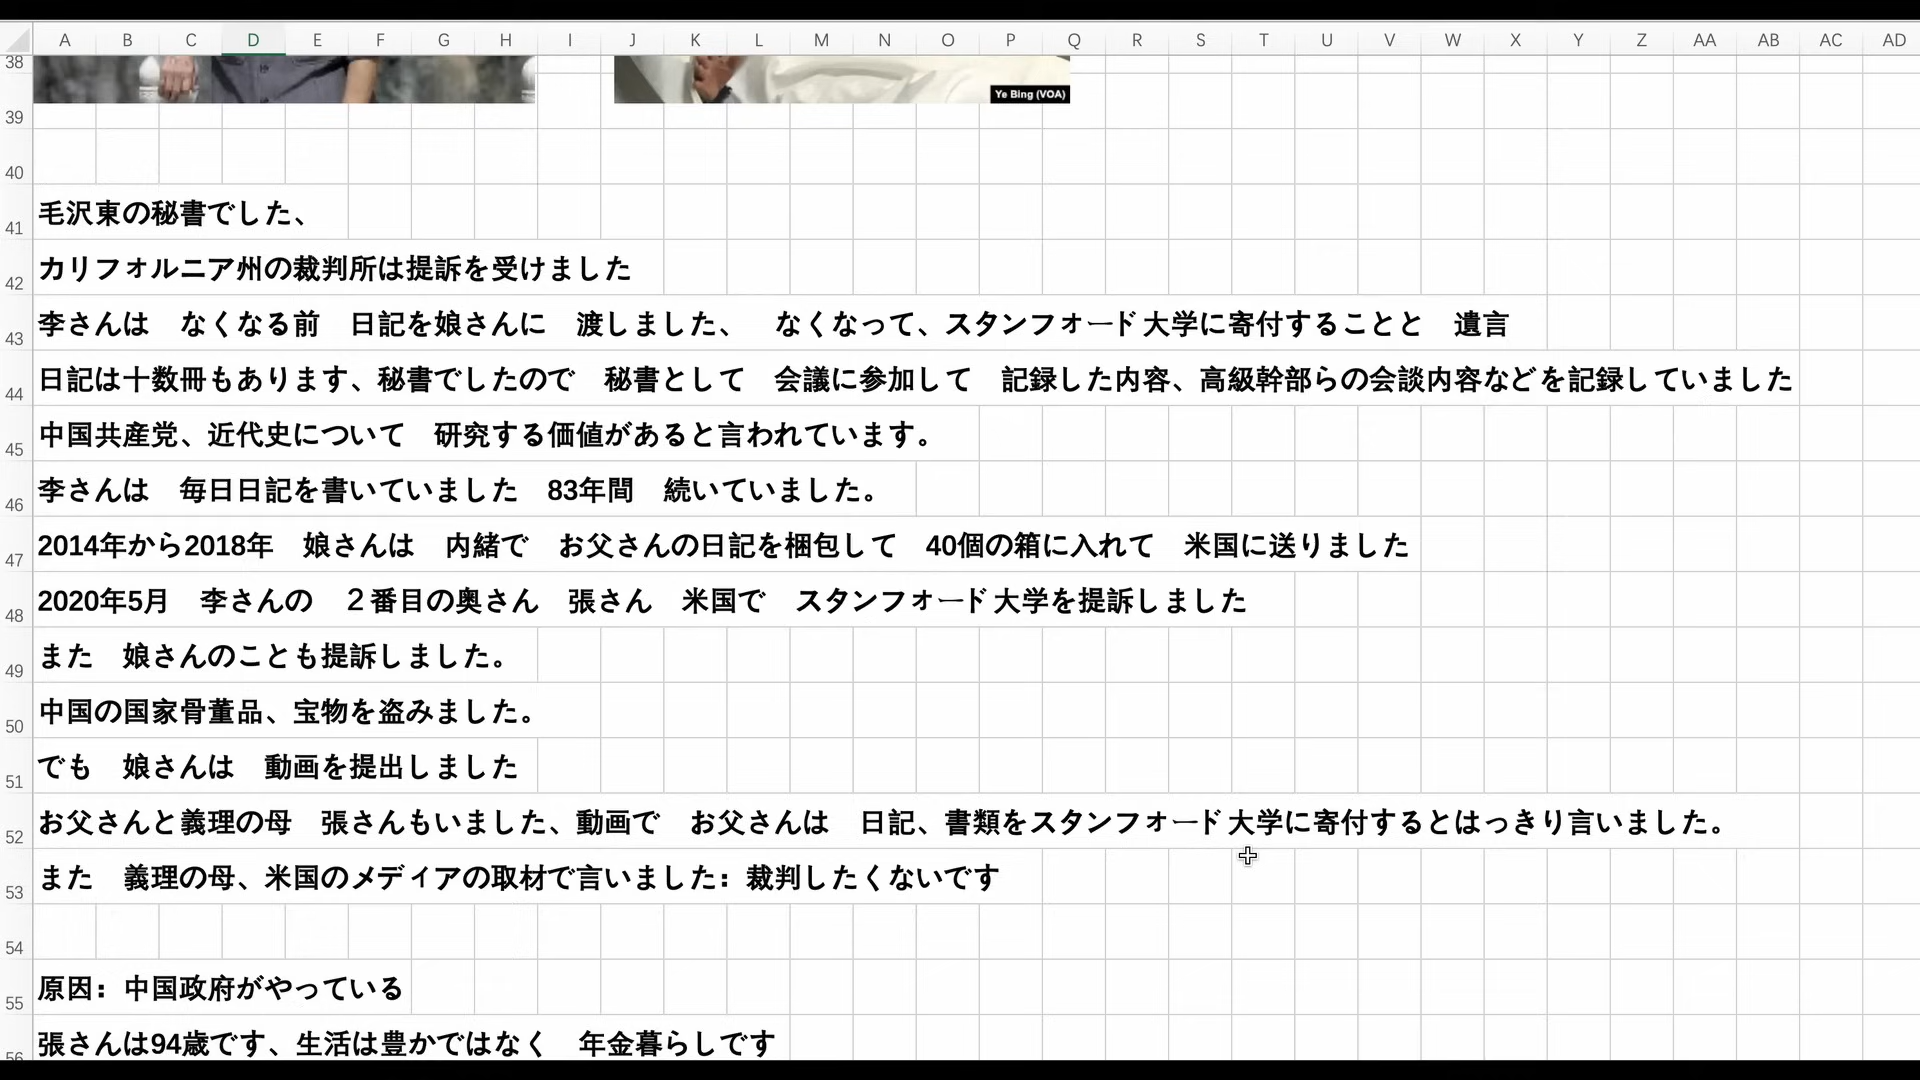 A B C D E F G H I J K L M N O P Q R S T U V W X Y Z AA AB AC AD
38
Ye Bing (VOA)
39
40
41 毛沢東の秘書でした、
42 カリフォルニア州の裁判所は提訴を受けました
43 李さんは　なくなる前　日記を娘さんに　渡しました、　なくなって、スタンフォード大学に寄付することと　遺言
44 日記は十数冊もあります、秘書でしたので　秘書として　会議に参加して　記録した内容、高級幹部らの会談内容などを記録していました
45 中国共産党、近代史について　研究する価値があると言われています。
46 李さんは　毎日日記を書いていました　83年間　続いていました。
47 2014年から2018年　娘さんは　内緒で　お父さんの日記を梱包して　40個の箱に入れて　米国に送りました
48 2020年5月　李さんの　２番目の奥さん　張さん　米国で　スタンフォード大学を提訴しました
49 また　娘さんのことも提訴しました。
50 中国の国家骨董品、宝物を盗みました。
51 でも　娘さんは　動画を提出しました
52 お父さんと義理の母　張さんもいました、動画で　お父さんは　日記、書類をスタンフォード大学に寄付するとはっきり言いました。
53 また　義理の母、米国のメディアの取材で言いました：裁判したくないです
54
55 原因：中国政府がやっている
56 張さんは94歳です、生活は豊かではなく　年金暮らしです